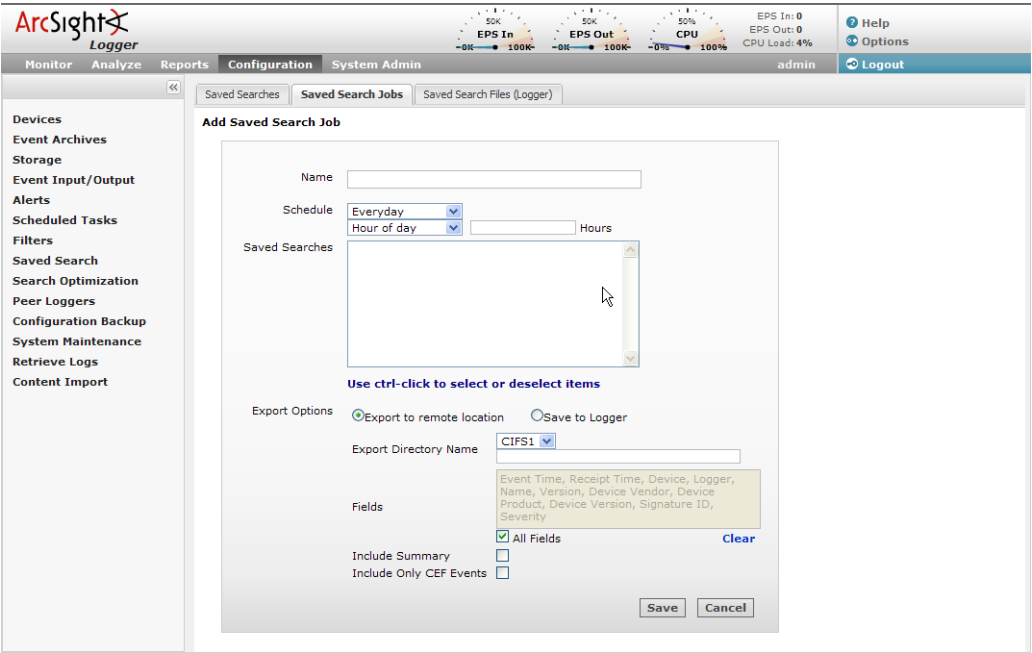 ArcSight
Logger
50K
EPS In
-0K 100K-
50K
EPS Out
-0K 100K-
50%
CPU
-0% 100%
EPS In: 0
EPS Out: 0
CPU Load: 4%
Help
Options
Monitor Analyze Reports Configuration System Admin admin Logout
Saved Searches Saved Search Jobs Saved Search Files (Logger)
Devices
Event Archives
Storage
Event Input/Output
Alerts
Scheduled Tasks
Filters
Saved Search
Search Optimization
Peer Loggers
Configuration Backup
System Maintenance
Retrieve Logs
Content Import
Add Saved Search Job
Name
Schedule Everyday
Hour of day Hours
Saved Searches
Use ctrl-click to select or deselect items
Export Options Export to remote location Save to Logger
Export Directory Name CIFS1
Fields
Event Time, Receipt Time, Device, Logger,
Name, Version, Device Vendor, Device
Product, Device Version, Signature ID,
Severity
All Fields Clear
Include Summary
Include Only CEF Events
Save Cancel